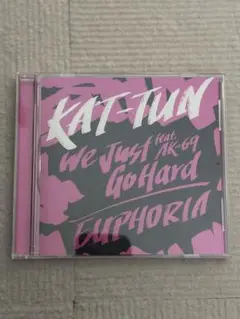 KAT-TUN
We Just
feat.
AK-69
Go Hard
EUPHORIA